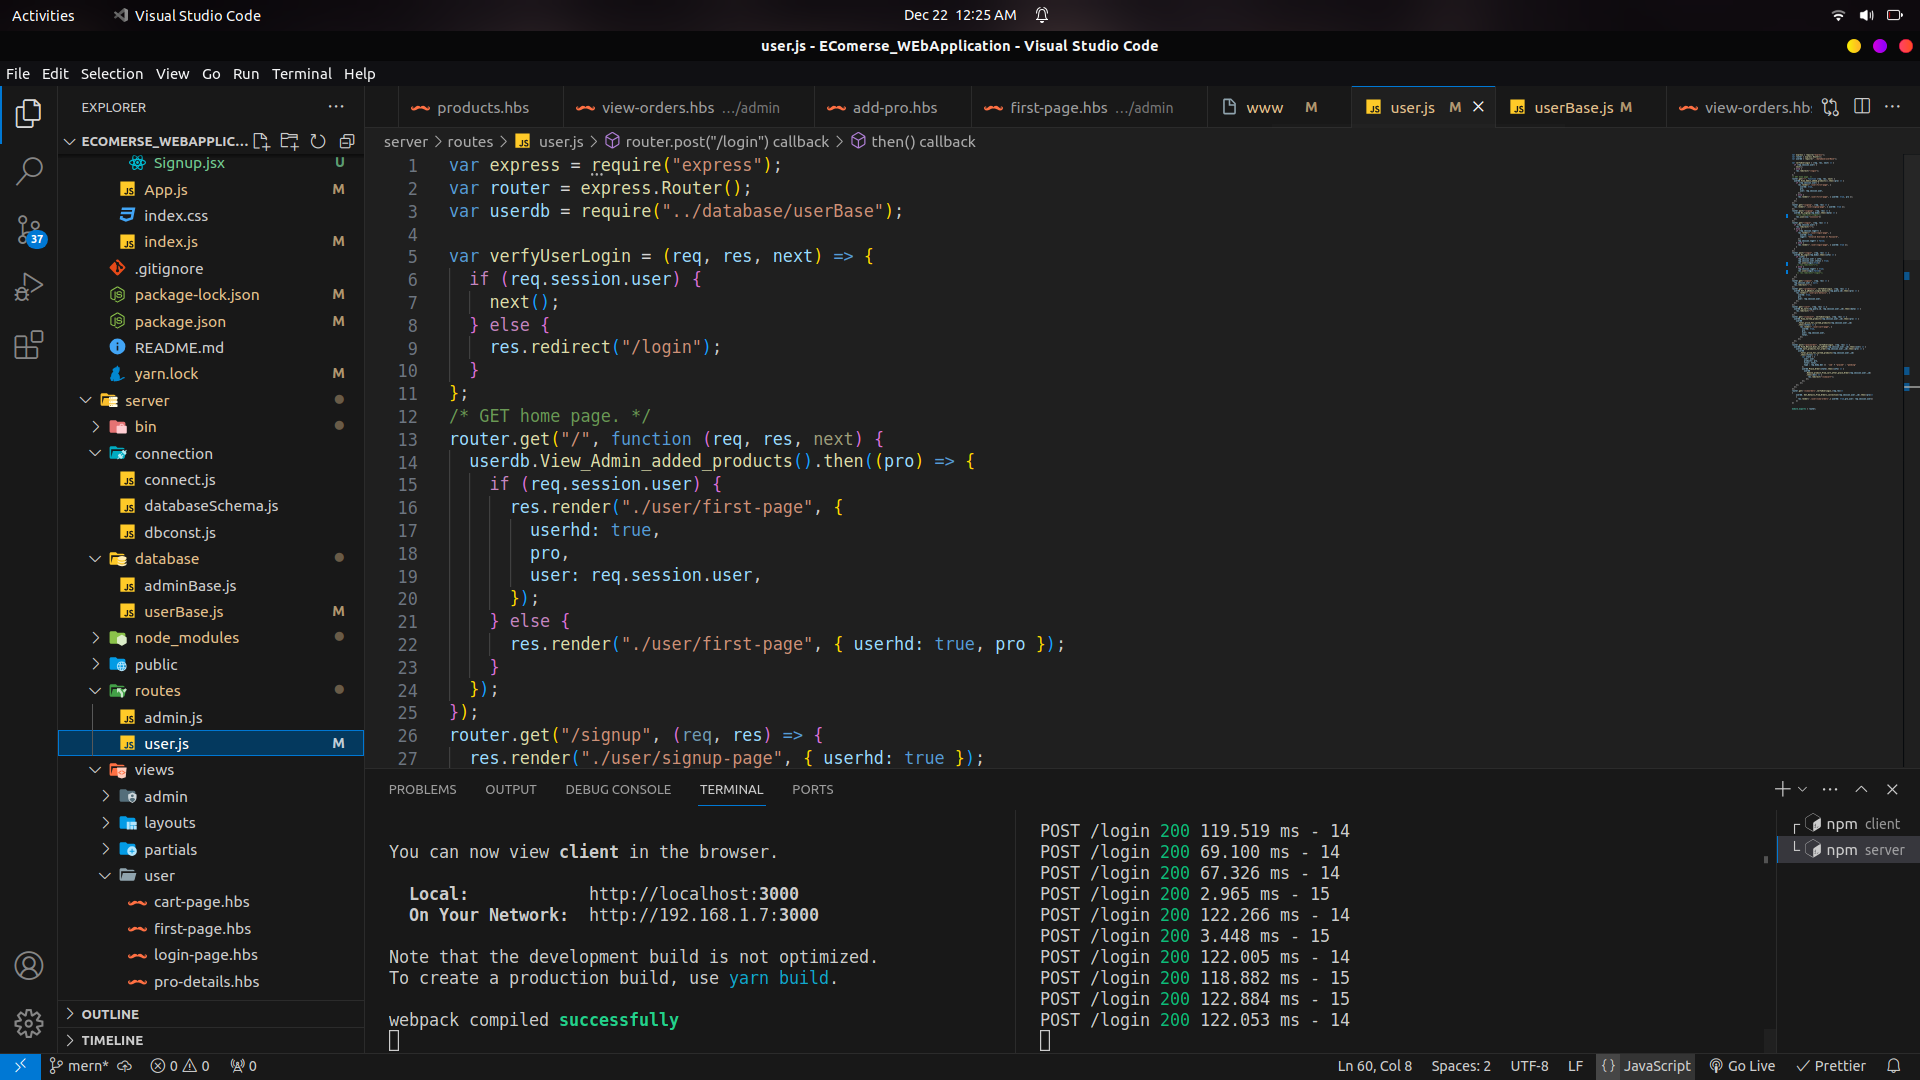 Activities
Visual Studio Code
Dec 22 12:25 AM
user.js - EComerse_WEbApplication - Visual Studio Code
File Edit Selection View Go Run Terminal Help
EXPLORER
products.hbs
view-orders.hbs .../admin
add-pro.hbs
first-page.hbs .../admin
www M
user.js M
userBase.js M
view-orders.hb
ECOMERSE_WEBAPPLIC...
server > routes > user.js > router.post("/login") callback > then() callback
Signup.jsx U
App.js M
index.css
index.js M
.gitignore
package-lock.json M
package.json M
README.md
yarn.lock M
server
bin
connection
connect.js
databaseSchema.js
dbconst.js
database
adminBase.js
userBase.js M
node_modules
public
routes
admin.js
user.js M
views
admin
layouts
partials
user
cart-page.hbs
first-page.hbs
login-page.hbs
pro-details.hbs
OUTLINE
TIMELINE
1 var express = require("express");
2 var router = express.Router();
3 var userdb = require("../database/userBase");
4
5 var verfyUserLogin = (req, res, next) => {
6 if (req.session.user) {
7 next();
8 } else {
9 res.redirect("/login");
10 }
11 };
12 /* GET home page. */
13 router.get("/", function (req, res, next) {
14 userdb.View_Admin_added_products().then((pro) => {
15 if (req.session.user) {
16 res.render("./user/first-page", {
17 userhd: true,
18 pro,
19 user: req.session.user,
20 });
21 } else {
22 res.render("./user/first-page", { userhd: true, pro });
23 }
24 });
25 });
26 router.get("/signup", (req, res) => {
27 res.render("./user/signup-page", { userhd: true });
PROBLEMS OUTPUT DEBUG CONSOLE TERMINAL PORTS
You can now view client in the browser.
Local: http://localhost:3000
On Your Network: http://192.168.1.7:3000
Note that the development build is not optimized.
To create a production build, use yarn build.
webpack compiled successfully
POST /login 200 119.519 ms - 14
POST /login 200 69.100 ms - 14
POST /login 200 67.326 ms - 14
POST /login 200 2.965 ms - 15
POST /login 200 122.266 ms - 14
POST /login 200 3.448 ms - 15
POST /login 200 122.005 ms - 14
POST /login 200 118.882 ms - 15
POST /login 200 122.884 ms - 15
POST /login 200 122.053 ms - 14
npm client
npm server
37
mern* 0 0 0
Ln 60, Col 8 Spaces: 2 UTF-8 LF {} JavaScript Go Live Prettier